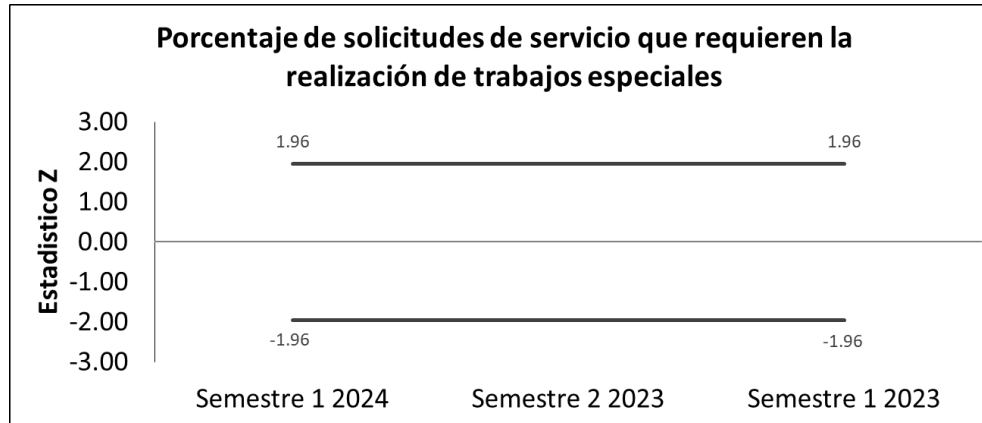 Porcentaje de solicitudes de servicio que requieren la
realización de trabajos especiales
Estadistico Z
3.00
2.00
1.00
0.00
-1.00
-2.00
-3.00
1.96
1.96
-1.96
-1.96
Semestre 1 2024
Semestre 2 2023
Semestre 1 2023